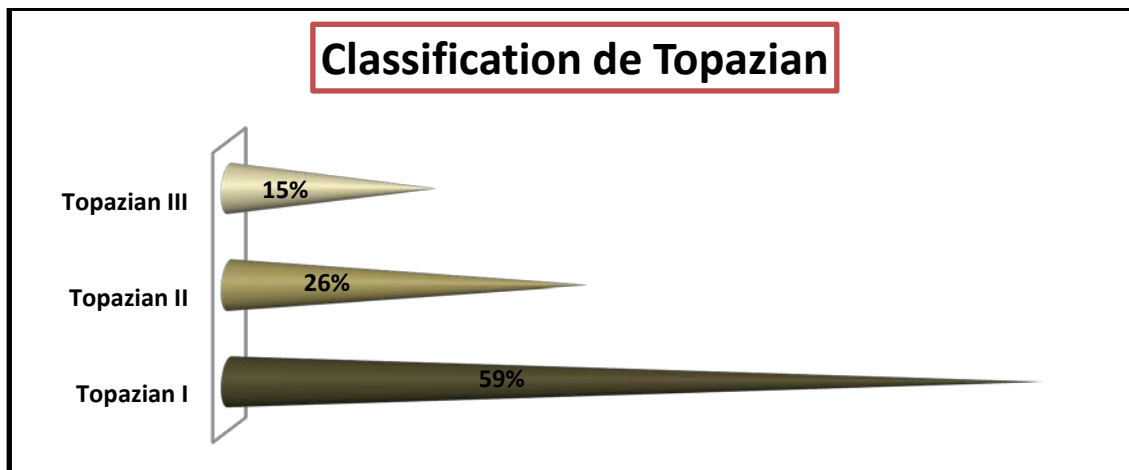 Classification de Topazian
Topazian III
15%
Topazian II
26%
Topazian I
59%